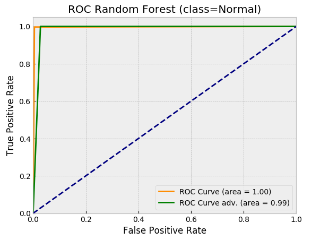 ROC Random Forest (class=Normal)
True Positive Rate
1.0
0.8
0.6
0.4
0.2
0.0
0.0 0.2 0.4 0.6 0.8 1.0
False Positive Rate
ROC Curve (area = 1.00)
ROC Curve adv. (area = 0.99)